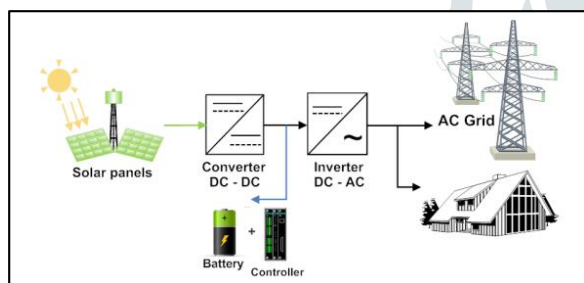 Solar panels
Converter
DC - DC
Inverter
DC - AC
AC Grid
Battery
+
Controller